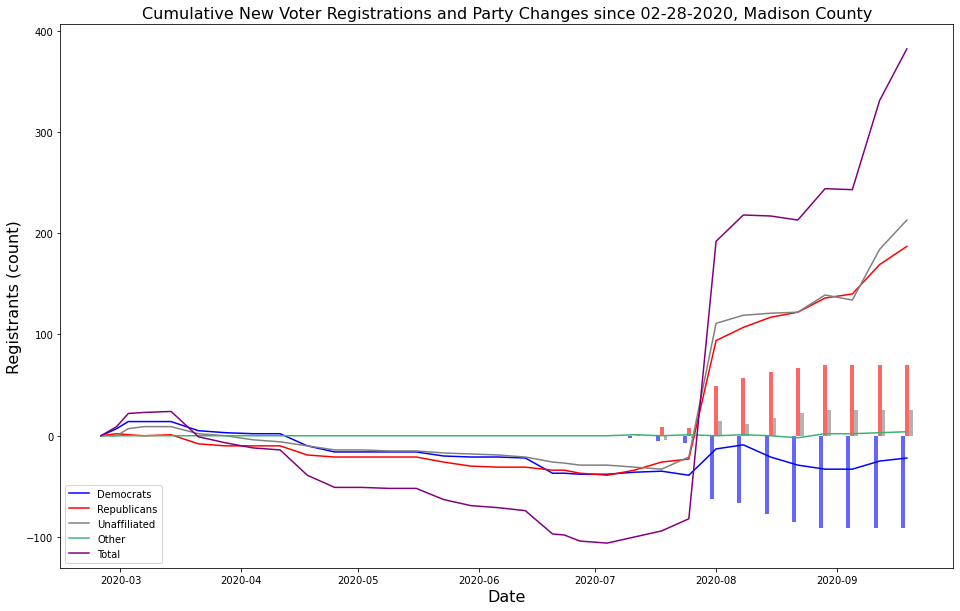 Cumulative New Voter Registrations and Party Changes since 02-28-2020, Madison County
400
300
200
100
0
−100
Registrants (count)
Democrats
Republicans
Unaffiliated
Other
Total
2020-03 2020-04 2020-05 2020-06 2020-07 2020-08 2020-09
Date